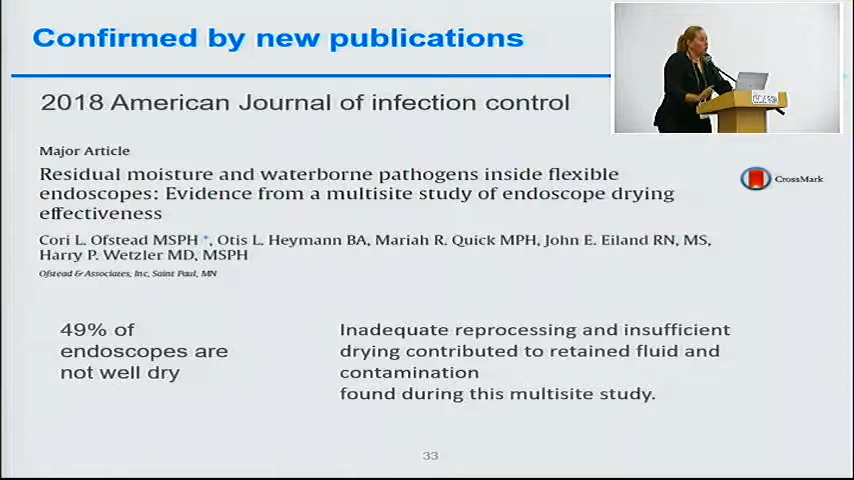 Confirmed by new publications
2018 American Journal of infection control
Major Article
Residual moisture and waterborne pathogens inside flexible
endoscopes: Evidence from a multisite study of endoscope drying
effectiveness
CrossMark
Cori L. Ofstead MSPH *, Otis L. Heymann BA, Mariah R. Quick MPH, John E. Eiland RN, MS,
Harry P. Wetzler MD, MSPH
Ofstead & Associates, Inc, Saint Paul, MN
49% of
endoscopes are
not well dry
Inadequate reprocessing and insufficient
drying contributed to retained fluid and
contamination
found during this multisite study.
33